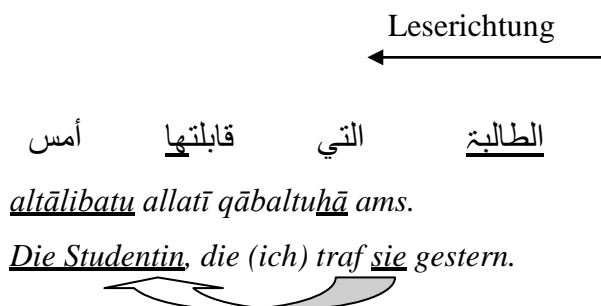 Leserichtung
الطالبة التي قابلتها أمس
altālibatu allatī qābaltuhā ams.
Die Studentin, die (ich) traf sie gestern.